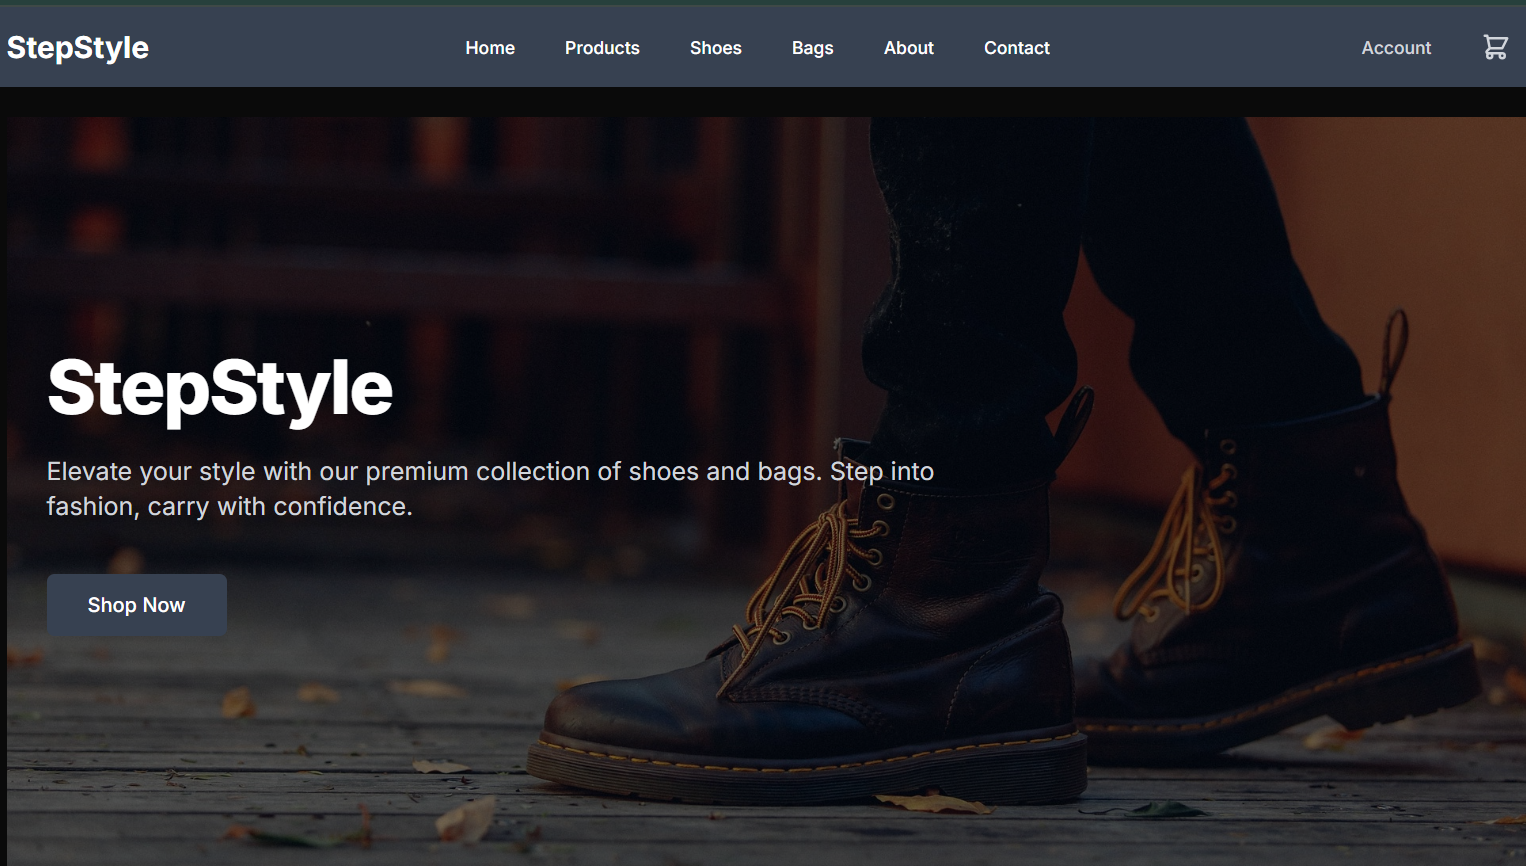 StepStyle
Home Products Shoes Bags About Contact
Account
StepStyle
Elevate your style with our premium collection of shoes and bags. Step into
fashion, carry with confidence.
Shop Now